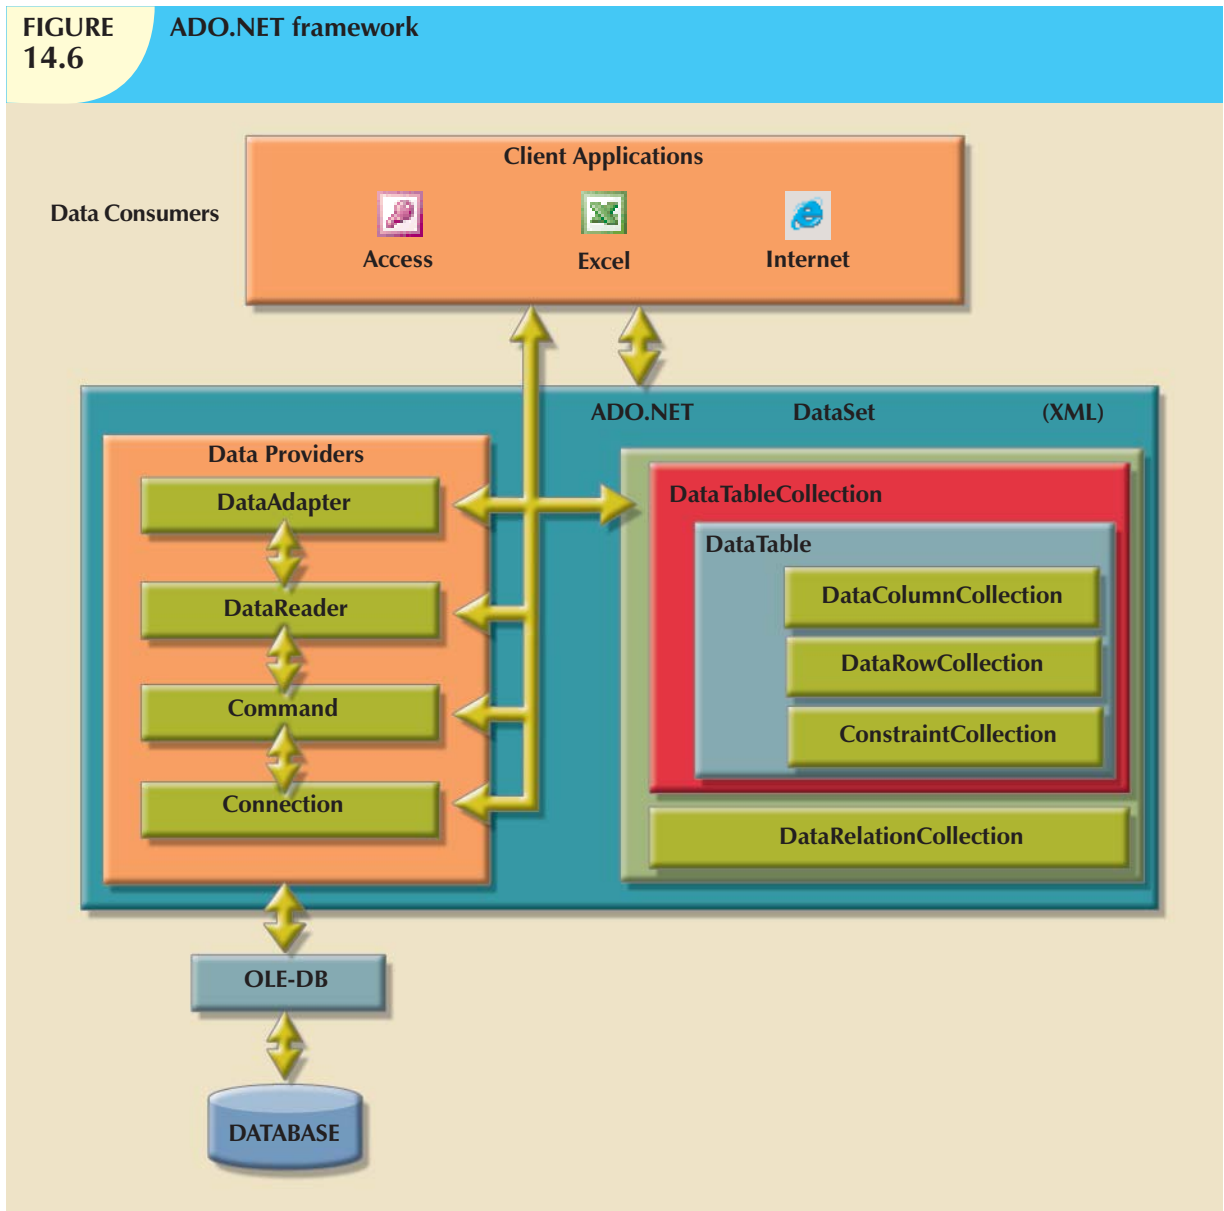 FIGURE
14.6
ADO.NET framework
Client Applications
Data Consumers
Access
Excel
Internet
ADO.NET DataSet (XML)
Data Providers
DataAdapter
DataReader
Command
Connection
DataTableCollection
DataTable
DataColumnCollection
DataRowCollection
ConstraintCollection
DataRelationCollection
OLE-DB
DATABASE